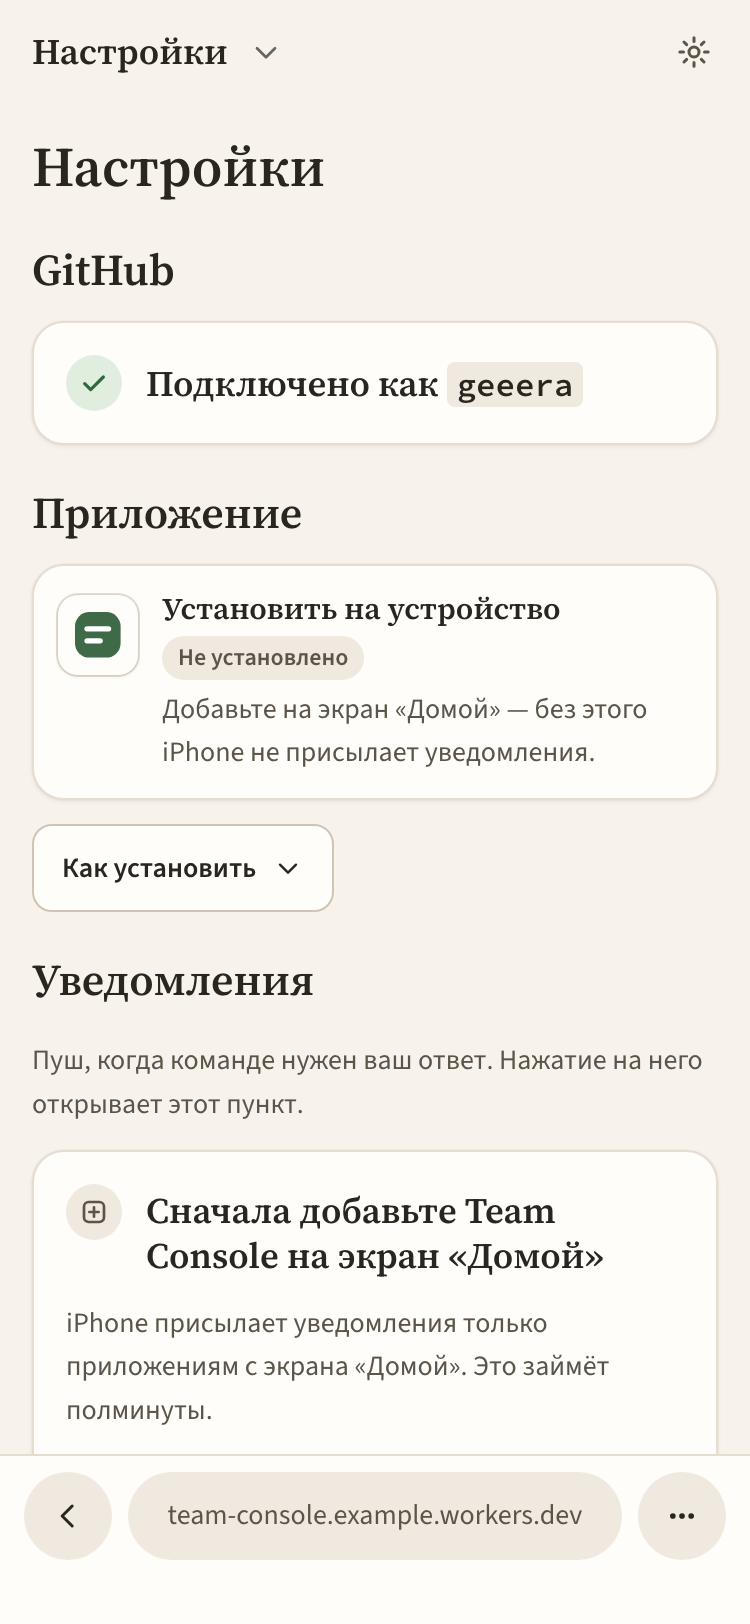 Настройки
Настройки
GitHub
Подключено как geeera
Приложение
Установить на устройство
Не установлено
Добавьте на экран «Домой» — без этого
iPhone не присылает уведомления.
Как установить
Уведомления
Пуш, когда команде нужен ваш ответ. Нажатие на него
открывает этот пункт.
Сначала добавьте Team
Console на экран «Домой»
iPhone присылает уведомления только
приложениям с экрана «Домой». Это займёт
полминуты.
team-console.example.workers.dev